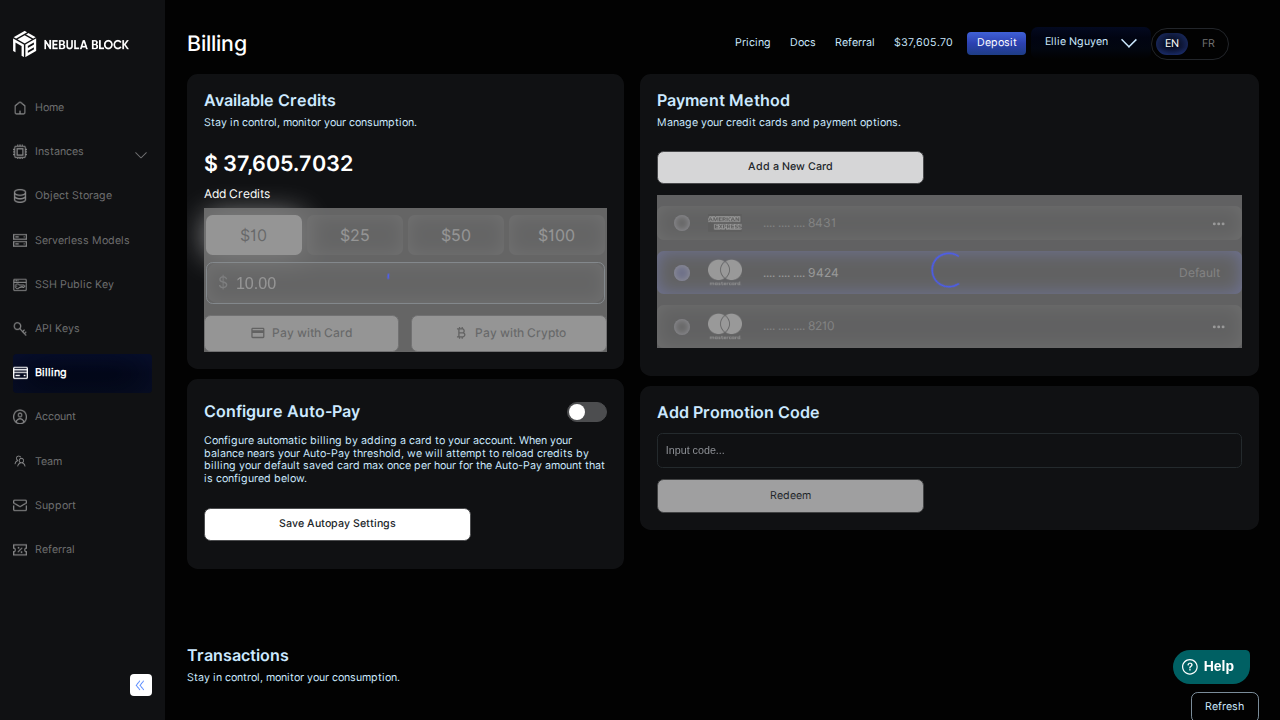 NEBULA BLOCK
Home
Instances
Object Storage
Serverless Models
SSH Public Key
API Keys
Billing
Account
Team
Support
Referral
Billing
Pricing
Docs
Referral
$37,605.70
Deposit
Ellie Nguyen
EN
FR
Available Credits
Stay in control, monitor your consumption.
$ 37,605.7032
Add Credits
$10
$25
$50
$100
$ 10.00
Pay with Card
Pay with Crypto
Configure Auto-Pay
Configure automatic billing by adding a card to your account. When your
balance nears your Auto-Pay threshold, we will attempt to reload credits by
billing your default saved card max once per hour for the Auto-Pay amount that
is configured below.
Save Autopay Settings
Payment Method
Manage your credit cards and payment options.
Add a New Card
AMERICAN
EXPRESS
.... .... .... 8431
mastercard
.... .... .... 9424
Default
mastercard
.... .... .... 8210
Add Promotion Code
Input code...
Redeem
Transactions
Stay in control, monitor your consumption.
Help
Refresh